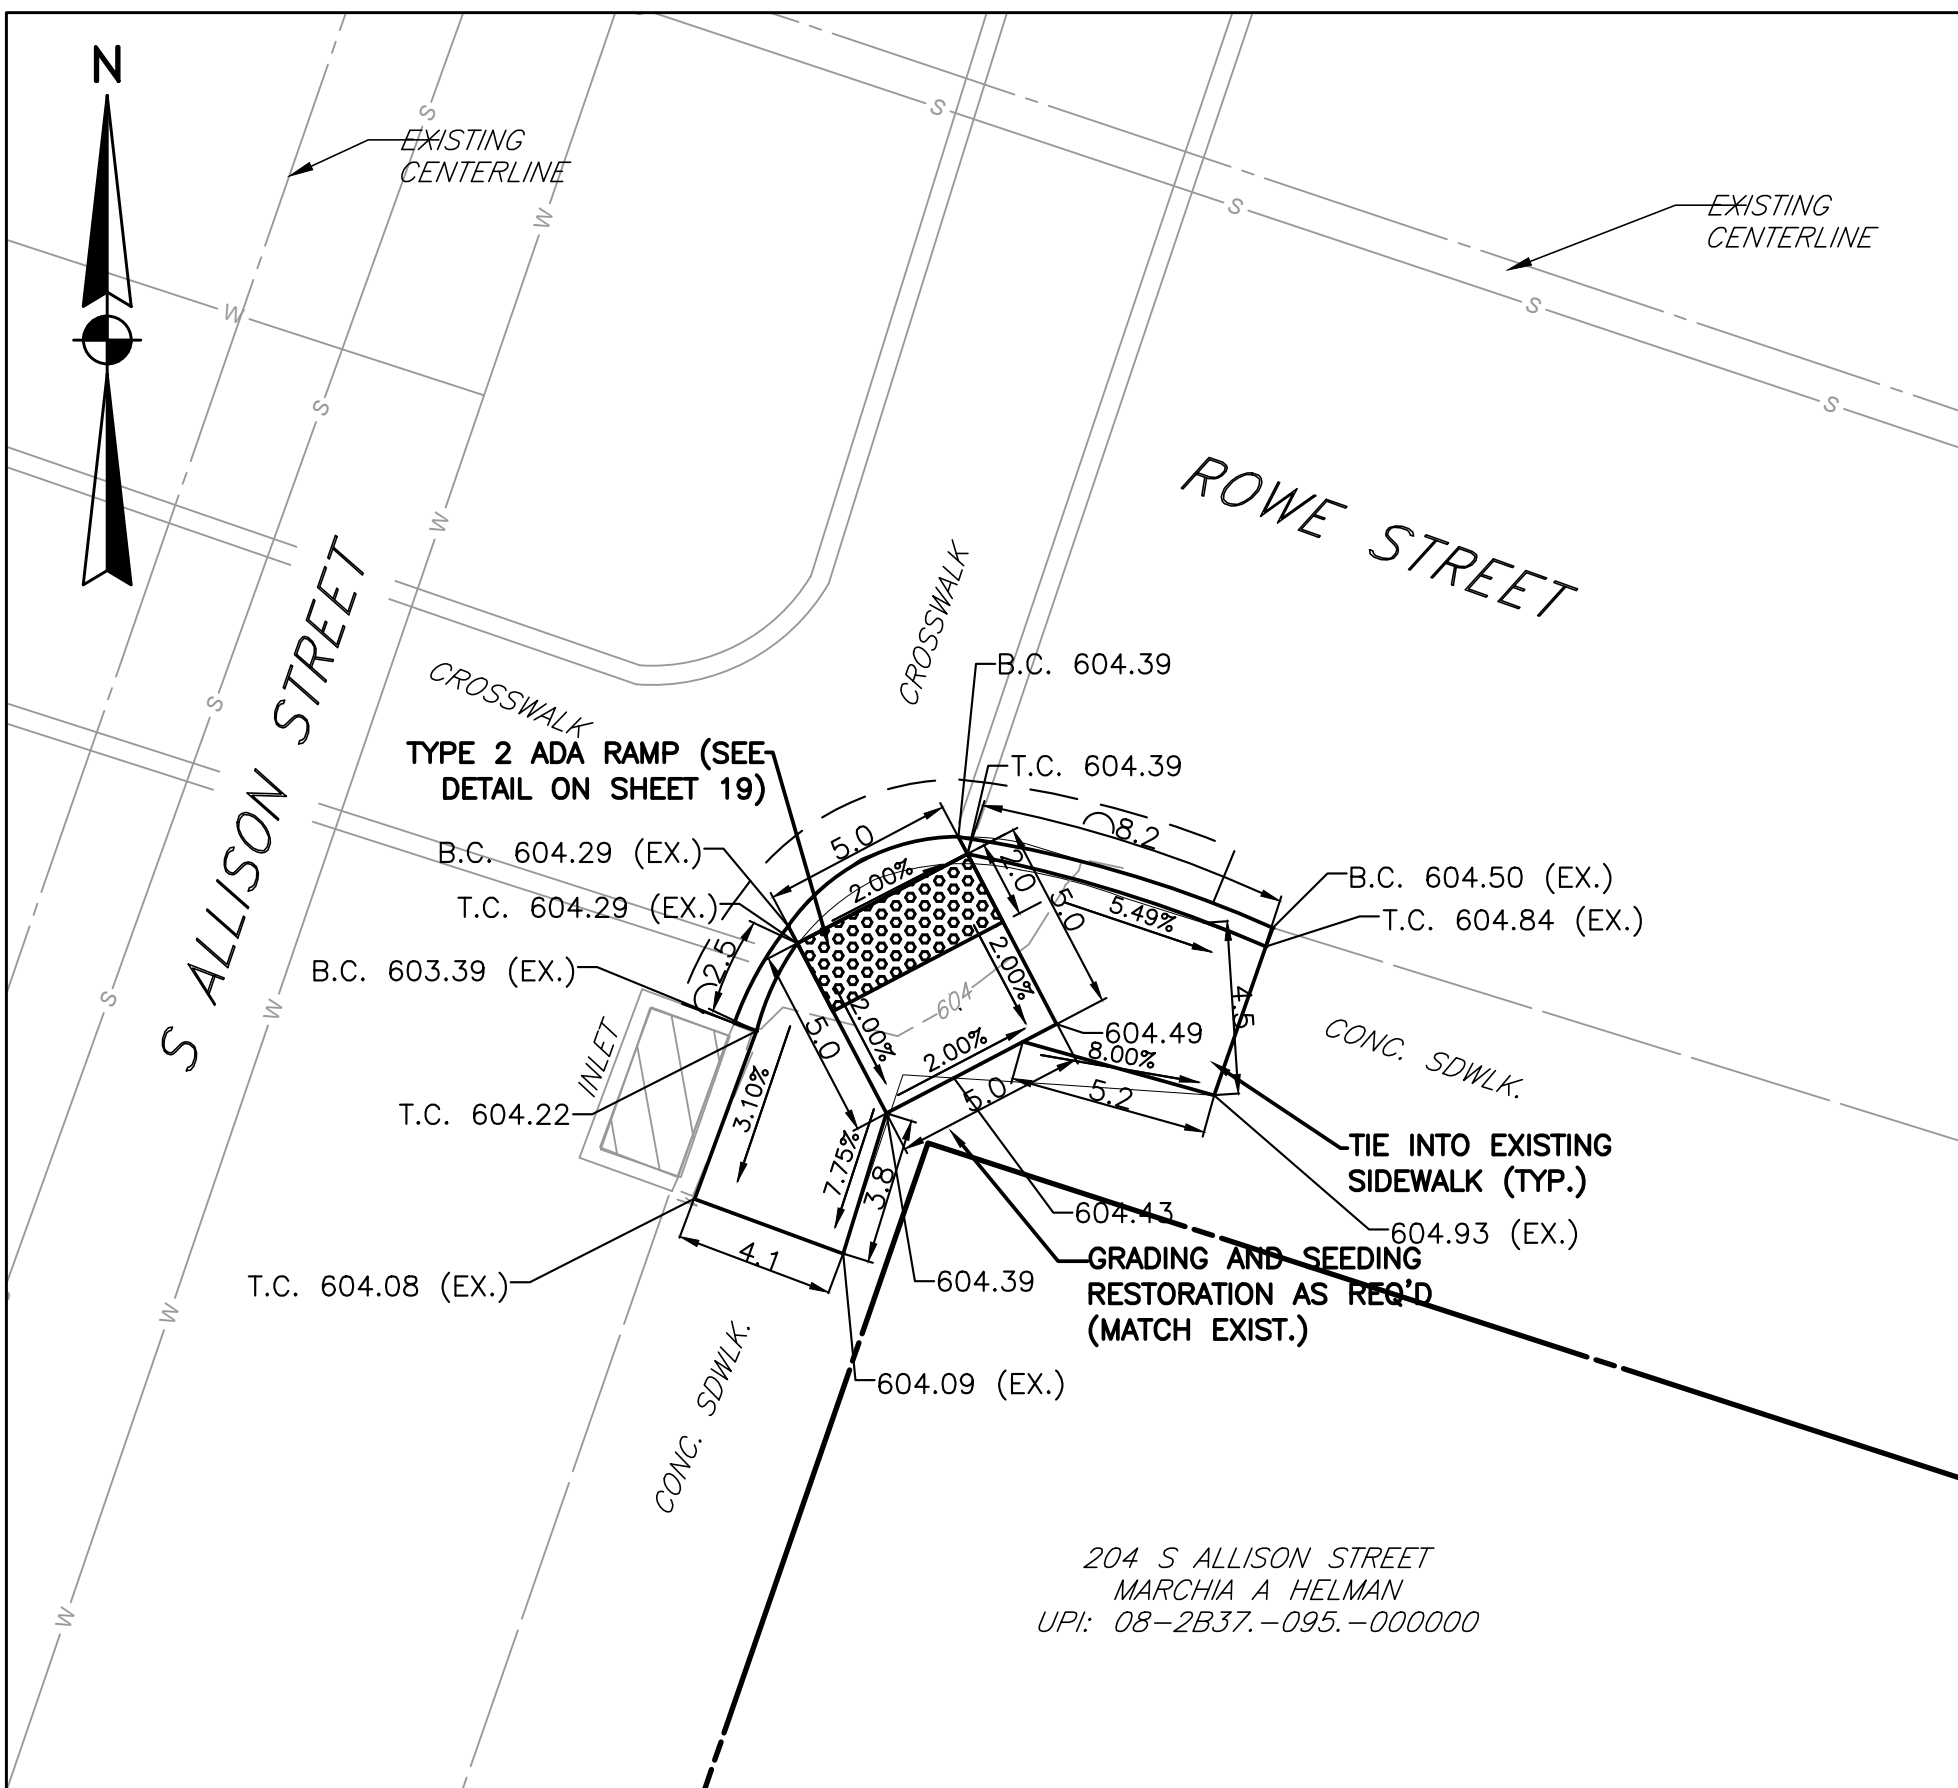 N
EXISTING
CENTERLINE
EXISTING
CENTERLINE
S
S
S
S
S
S
S
S
S
W
W
W
W
W
W
ROWE STREET
S ALLISON STREET
CROSSWALK
CROSSWALK
B.C. 604.39
T.C. 604.39
TYPE 2 ADA RAMP (SEE
DETAIL ON SHEET 19)
B.C. 604.29 (EX.)
T.C. 604.29 (EX.)
B.C. 603.39 (EX.)
T.C. 604.22
T.C. 604.08 (EX.)
INLET
5.0
2.00%
2.0
5.0
8.2
5.49%
B.C. 604.50 (EX.)
T.C. 604.84 (EX.)
2.5
5.0
2.00%
2.00%
604
2.00%
604.49
8.00%
4.5
5.2
5.0
3.10%
7.75%
3.8
4.1
CONC. SDWLK.
TIE INTO EXISTING
SIDEWALK (TYP.)
604.43
604.93 (EX.)
GRADING AND SEEDING
RESTORATION AS REQ'D
(MATCH EXIST.)
604.39
604.09 (EX.)
CONC. SDWLK.
204 S ALLISON STREET
MARCHIA A HELMAN
UPI: 08-2B37.-095.-000000